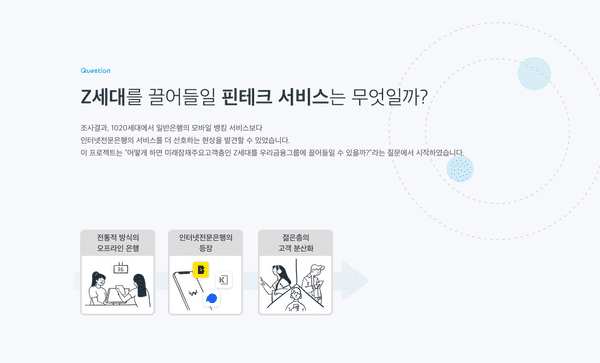 Question
Z세대를 끌어들일 핀테크 서비스는 무엇일까?
조사결과, 1020세대에서 일반은행의 모바일 뱅킹 서비스보다
인터넷전문은행의 서비스를 더 선호하는 현상을 발견할 수 있었습니다.
이 프로젝트는 "어떻게 하면 미래잠재주요고객층인 Z세대를 우리금융그룹에 끌어들일 수 있을까?"라는 질문에서 시작하였습니다.
전통적 방식의
오프라인 은행
인터넷전문은행의
등장
젊은층의
고객 분산화
36
B
K
₩